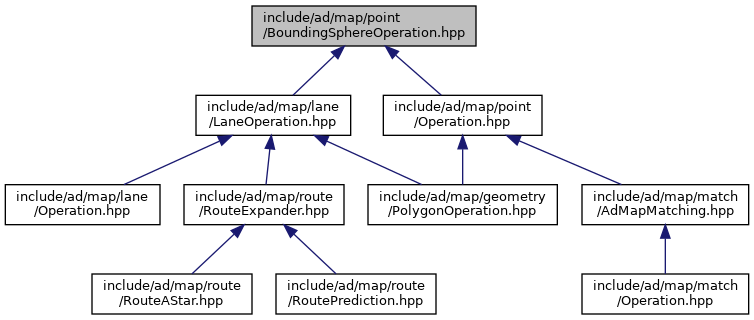 include/ad/map/point
/BoundingSphereOperation.hpp
include/ad/map/lane
/LaneOperation.hpp
include/ad/map/point
/Operation.hpp
include/ad/map/lane
/Operation.hpp
include/ad/map/route
/RouteExpander.hpp
include/ad/map/geometry
/PolygonOperation.hpp
include/ad/map/match
/AdMapMatching.hpp
include/ad/map/route
/RouteAStar.hpp
include/ad/map/route
/RoutePrediction.hpp
include/ad/map/match
/Operation.hpp